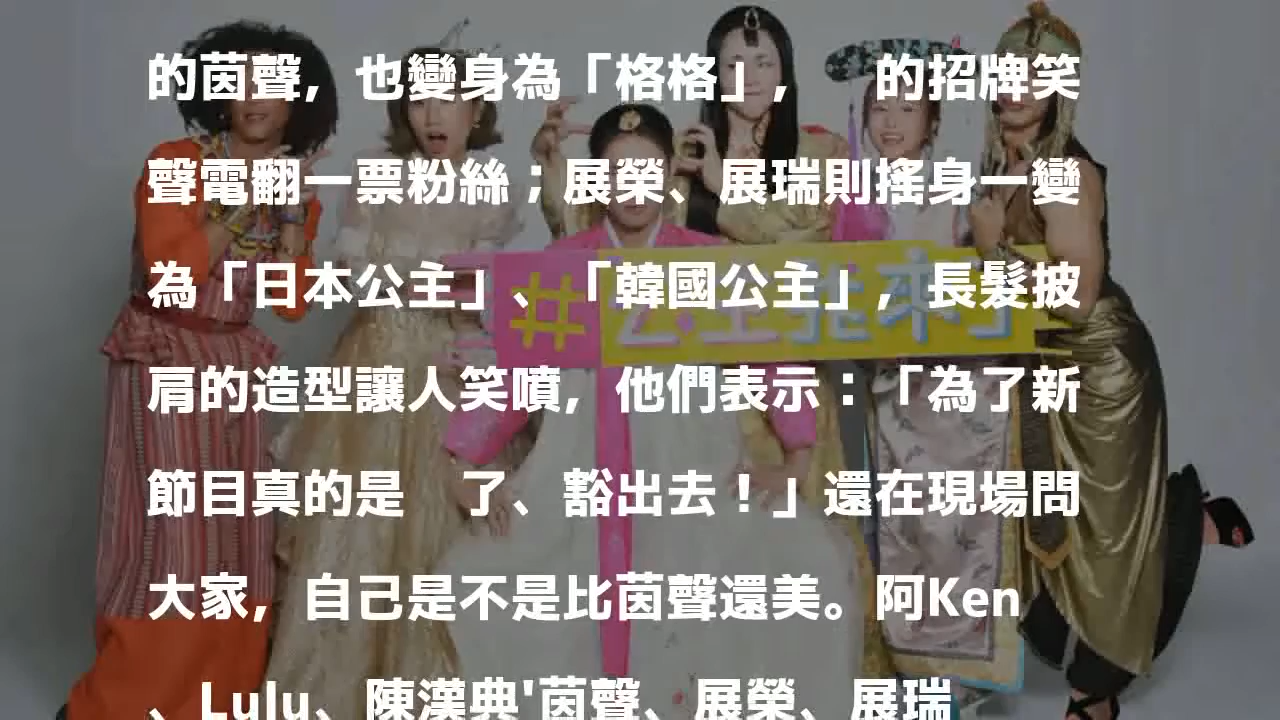 的茵聲，也變身為「格格」，　的招牌笑
聲電翻一票粉絲；展榮、展瑞則搖身一變
為「日本公主」、「韓國公主」，長髮披
#公主強來了
肩的造型讓人笑噴，他們表示：「為了新
節目真的是　了、豁出去！」還在現場問
大家，自己是不是比茵聲還美。阿Ken
、Lulu、陳漢典'茵聲、展榮、展瑞